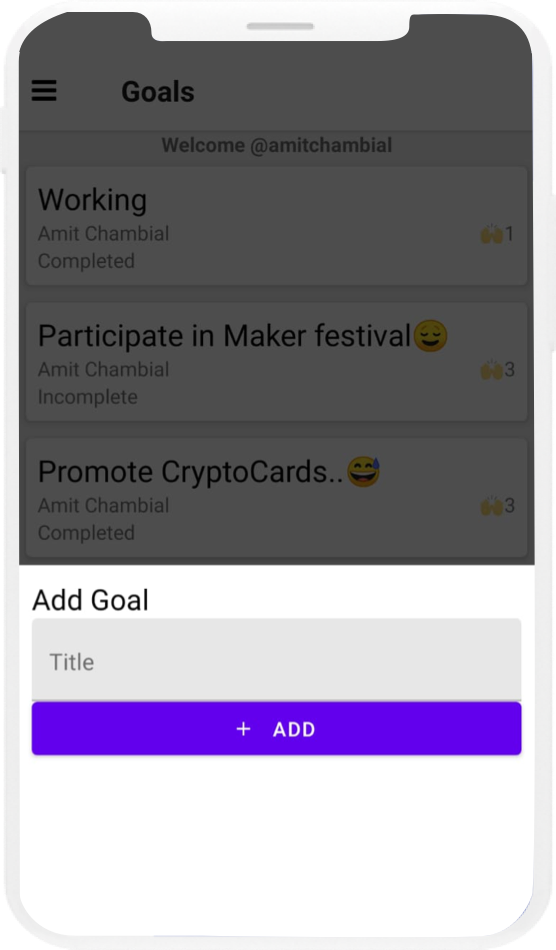 Goals
Welcome @amitchambial
Working
Amit Chambial
🙌1
Completed
Participate in Maker festival😌
Amit Chambial
🙌3
Incomplete
Promote CryptoCards..😅
Amit Chambial
🙌3
Completed
Add Goal
Title
+ ADD